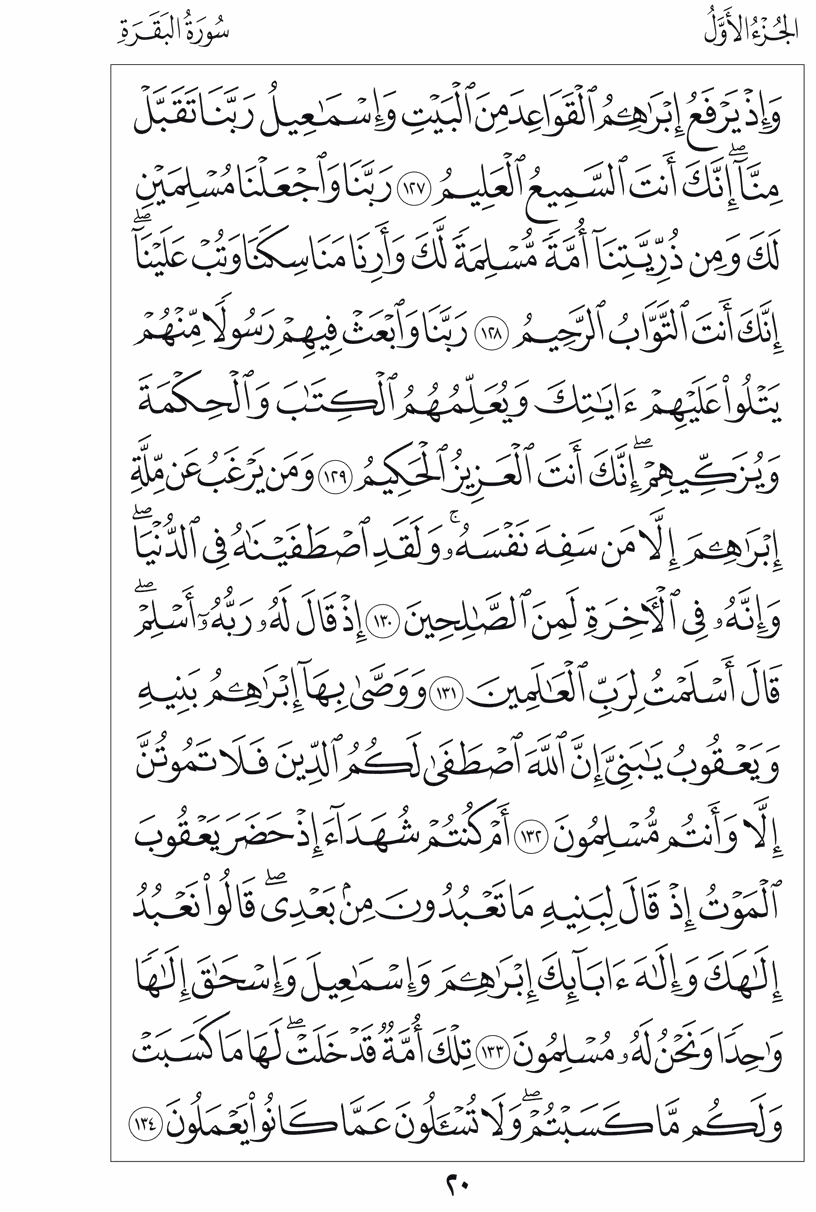 الجُزْءُ الأَوَّلُ
سُورَةُ البَقَرَةِ
وَإِذۡ يَرۡفَعُ إِبۡرَٰهِـۧمُ ٱلۡقَوَاعِدَ مِنَ ٱلۡبَيۡتِ وَإِسۡمَٰعِيلُ رَبَّنَا تَقَبَّلۡ
مِنَّآۖ إِنَّكَ أَنتَ ٱلسَّمِيعُ ٱلۡعَلِيمُ ١٢٧ رَبَّنَا وَٱجۡعَلۡنَا مُسۡلِمَيۡنِ
لَكَ وَمِن ذُرِّيَّتِنَآ أُمَّةٗ مُّسۡلِمَةٗ لَّكَ وَأَرِنَا مَنَاسِكَنَا وَتُبۡ عَلَيۡنَآۖ
إِنَّكَ أَنتَ ٱلتَّوَّابُ ٱلرَّحِيمُ ١٢٨ رَبَّنَا وَٱبۡعَثۡ فِيهِمۡ رَسُولٗا مِّنۡهُمۡ
يَتۡلُواْ عَلَيۡهِمۡ ءَايَٰتِكَ وَيُعَلِّمُهُمُ ٱلۡكِتَٰبَ وَٱلۡحِكۡمَةَ
وَيُزَكِّيهِمۡۖ إِنَّكَ أَنتَ ٱلۡعَزِيزُ ٱلۡحَكِيمُ ١٢٩ وَمَن يَرۡغَبُ عَن مِّلَّةِ
إِبۡرَٰهِـۧمَ إِلَّا مَن سَفِهَ نَفۡسَهُۥۚ وَلَقَدِ ٱصۡطَفَيۡنَٰهُ فِي ٱلدُّنۡيَاۖ
وَإِنَّهُۥ فِي ٱلۡأٓخِرَةِ لَمِنَ ٱلصَّٰلِحِينَ ١٣٠ إِذۡ قَالَ لَهُۥ رَبُّهُۥٓ أَسۡلِمۡۖ
قَالَ أَسۡلَمۡتُ لِرَبِّ ٱلۡعَٰلَمِينَ ١٣١ وَوَصَّىٰ بِهَآ إِبۡرَٰهِـۧمُ بَنِيهِ
وَيَعۡقُوبُ يَٰبَنِيَّ إِنَّ ٱللَّهَ ٱصۡطَفَىٰ لَكُمُ ٱلدِّينَ فَلَا تَمُوتُنَّ
إِلَّا وَأَنتُم مُّسۡلِمُونَ ١٣٢ أَمۡ كُنتُمۡ شُهَدَآءَ إِذۡ حَضَرَ يَعۡقُوبَ
ٱلۡمَوۡتُ إِذۡ قَالَ لِبَنِيهِ مَا تَعۡبُدُونَ مِنۢ بَعۡدِيۖ قَالُواْ نَعۡبُدُ
إِلَٰهَكَ وَإِلَٰهَ ءَابَآئِكَ إِبۡرَٰهِـۧمَ وَإِسۡمَٰعِيلَ وَإِسۡحَٰقَ إِلَٰهٗا
وَٰحِدٗا وَنَحۡنُ لَهُۥ مُسۡلِمُونَ ١٣٣ تِلۡكَ أُمَّةٞ قَدۡ خَلَتۡۖ لَهَا مَا كَسَبَتۡ
وَلَكُم مَّا كَسَبۡتُمۡۖ وَلَا تُسۡـَٔلُونَ عَمَّا كَانُواْ يَعۡمَلُونَ ١٣٤
٢٠